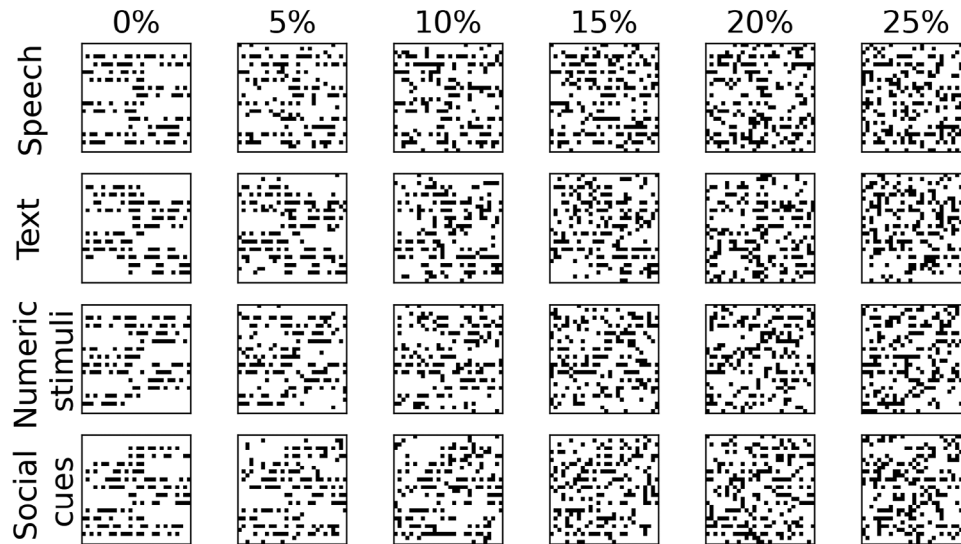 0% 5% 10% 15% 20% 25%
Speech
Text
Numeric
stimuli
Social
cues